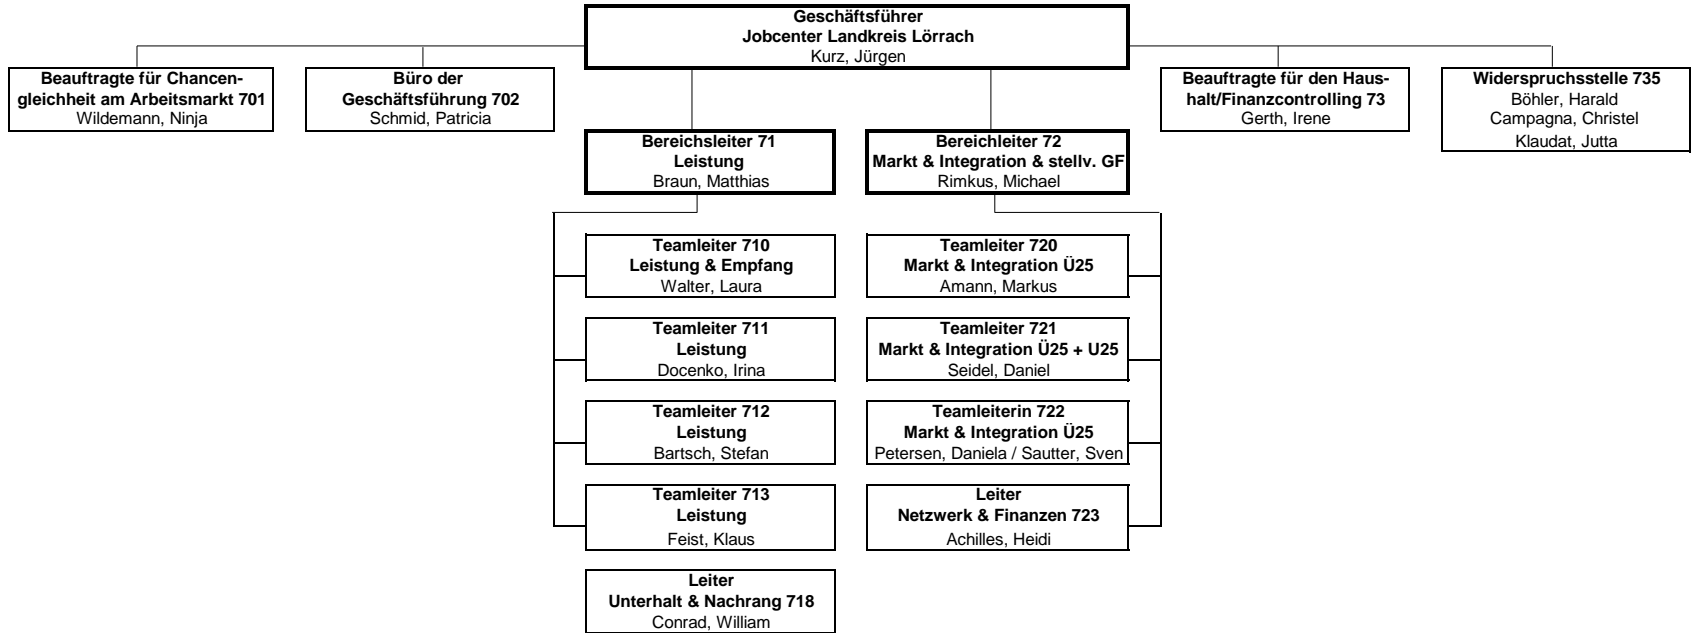 Geschäftsführer
Jobcenter Landkreis Lörrach
Kurz, Jürgen
Beauftragte für Chancen-
gleichheit am Arbeitsmarkt 701
Wildemann, Ninja
Büro der
Geschäftsführung 702
Schmid, Patricia
Beauftragte für den Haus-
halt/Finanzcontrolling 73
Gerth, Irene
Widerspruchsstelle 735
Böhler, Harald
Campagna, Christel
Klaudat, Jutta
Bereichsleiter 71
Leistung
Braun, Matthias
Bereichleiter 72
Markt & Integration & stellv. GF
Rimkus, Michael
Teamleiter 710
Leistung & Empfang
Walter, Laura
Teamleiter 711
Leistung
Docenko, Irina
Teamleiter 712
Leistung
Bartsch, Stefan
Teamleiter 713
Leistung
Feist, Klaus
Leiter
Unterhalt & Nachrang 718
Conrad, William
Teamleiter 720
Markt & Integration Ü25
Amann, Markus
Teamleiter 721
Markt & Integration Ü25 + U25
Seidel, Daniel
Teamleiterin 722
Markt & Integration Ü25
Petersen, Daniela / Sautter, Sven
Leiter
Netzwerk & Finanzen 723
Achilles, Heidi